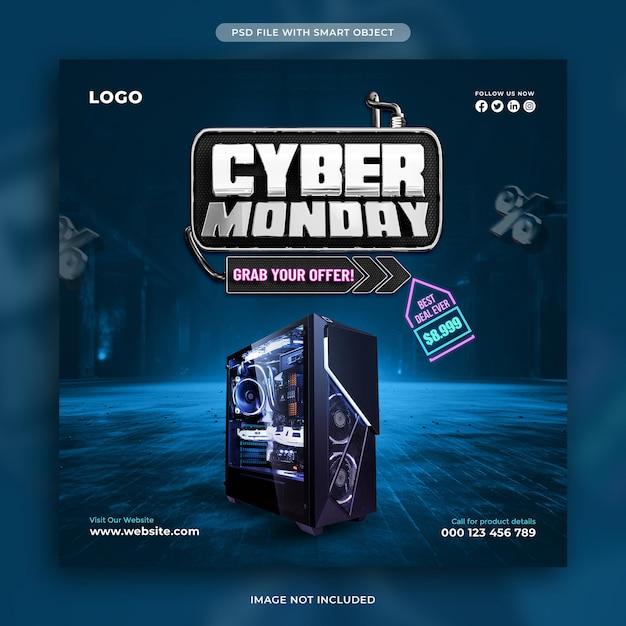 PSD FILE WITH SMART OBJECT
LOGO
FOLLOW US NOW
CYBER
MONDAY
GRAB YOUR OFFER!
BEST
DEAL EVER
$8.999
%
%
Visit Our Website
www.website.com
Call for product details
000 123 456 789
IMAGE NOT INCLUDED